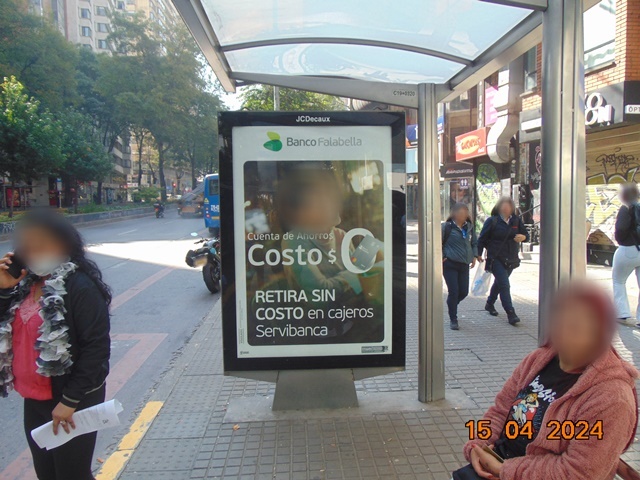 JCDecaux
Banco Falabella
Cuenta de Ahorros
Costo $0
RETIRA SIN
COSTO en cajeros
Servibanca
15 04 2024